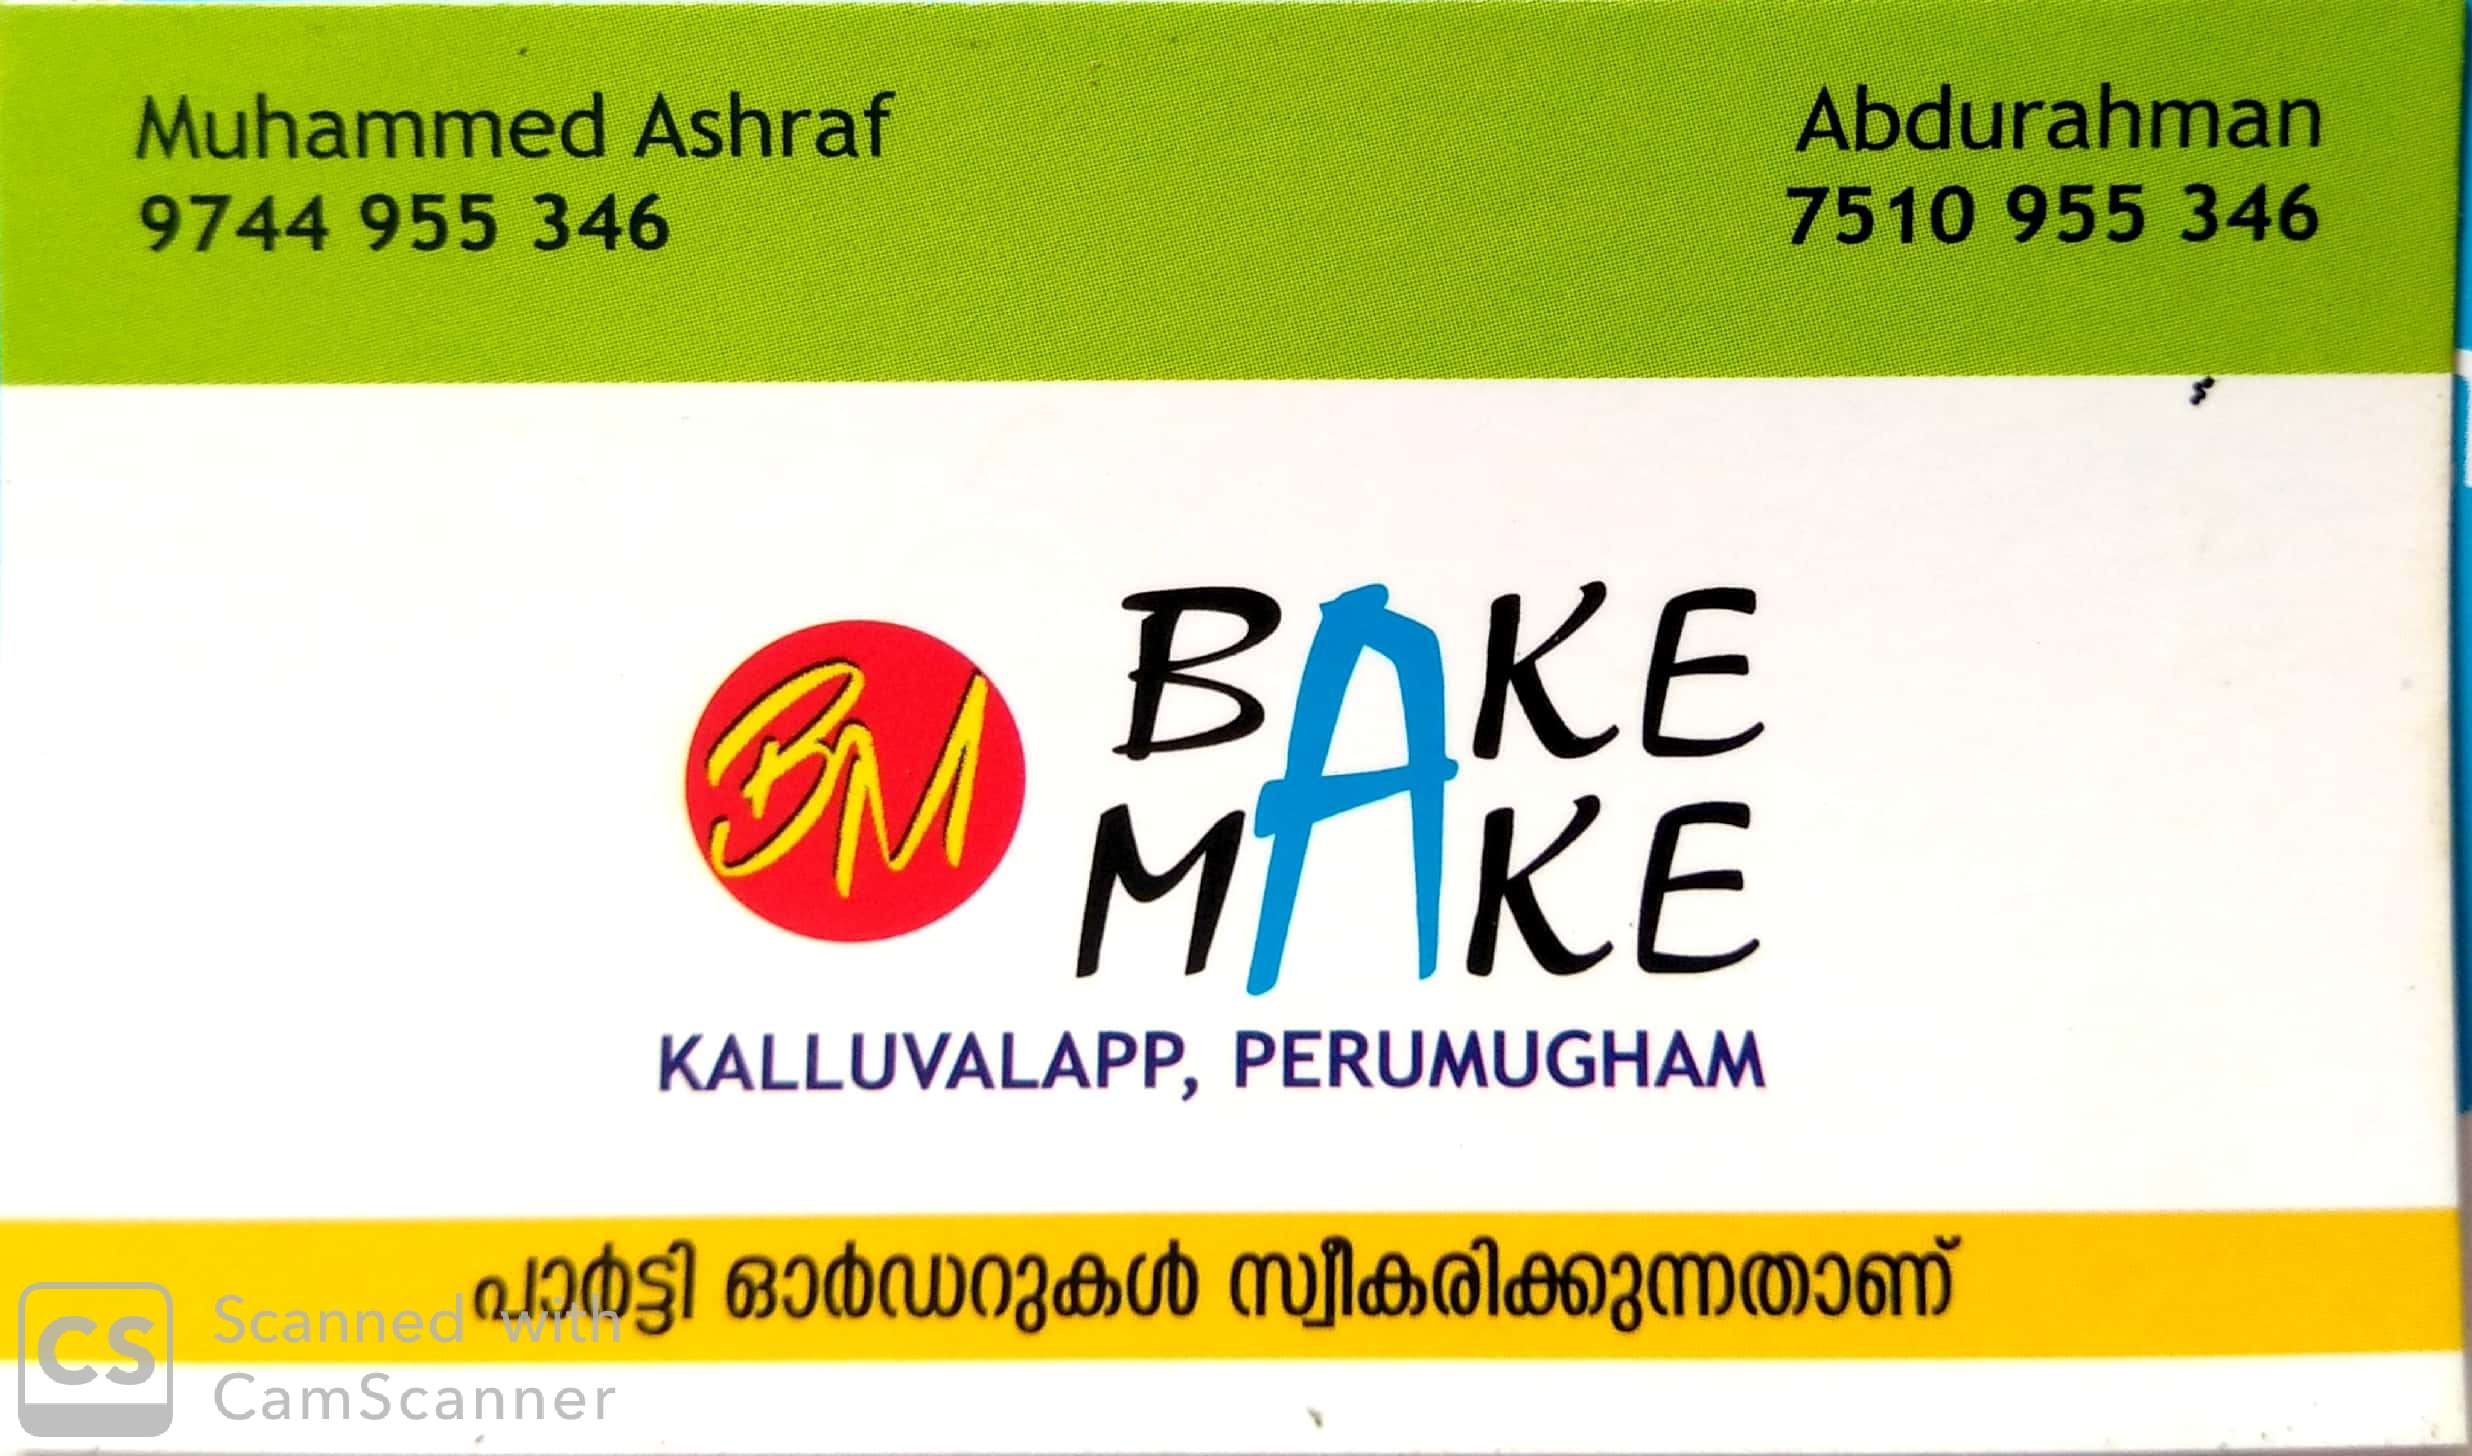 Muhammed Ashraf
9744 955 346
Abdurahman
7510 955 346
BM
BAKE
MAKE
KALLUVALAPP, PERUMUGHAM
പാർട്ടി ഓർഡറുകൾ സ്വീകരിക്കുന്നതാണ്
CS
Scanned with
CamScanner